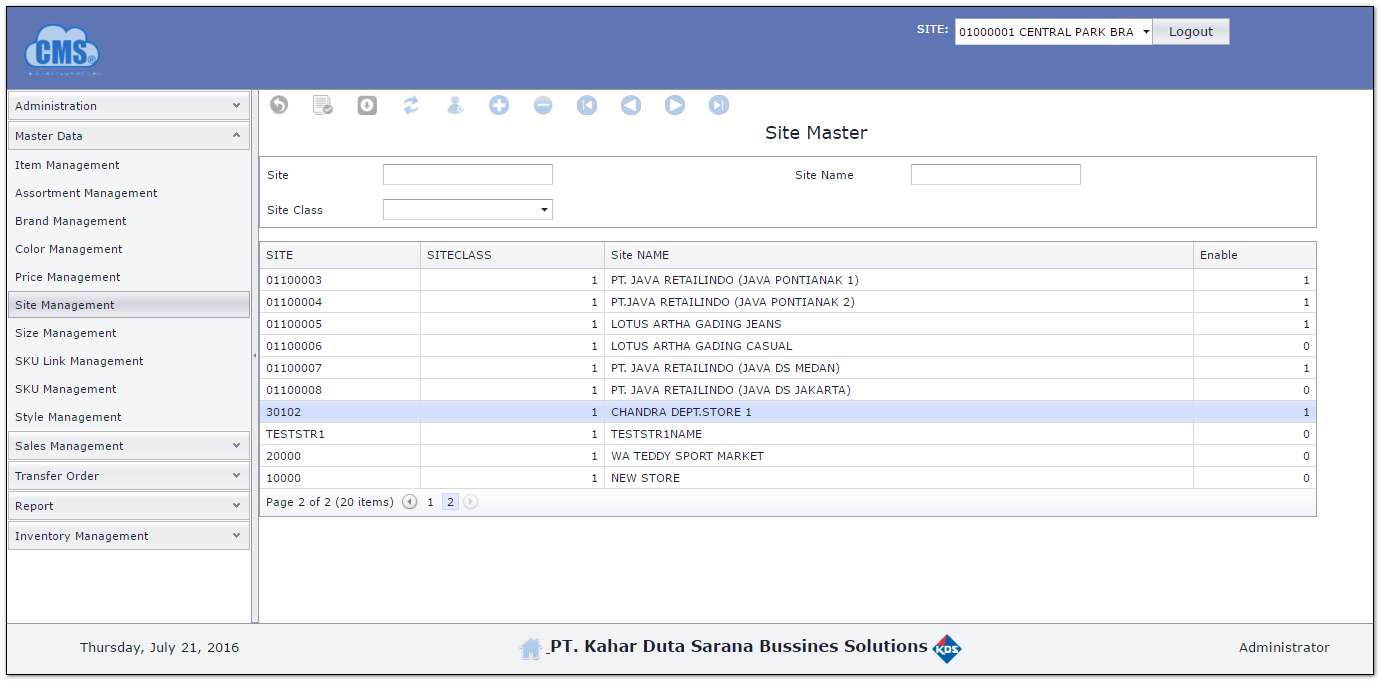 CMS
SITE: 01000001 CENTRAL PARK BRA Logout
Administration
Master Data
Item Management
Assortment Management
Brand Management
Color Management
Price Management
Site Management
Size Management
SKU Link Management
SKU Management
Style Management
Sales Management
Transfer Order
Report
Inventory Management
Site Master
Site Site Name
Site Class
SITE SITECLASS Site NAME Enable
01100003 1 PT. JAVA RETAILINDO (JAVA PONTIANAK 1) 1
01100004 1 PT.JAVA RETAILINDO (JAVA PONTIANAK 2) 1
01100005 1 LOTUS ARTHA GADING JEANS 1
01100006 1 LOTUS ARTHA GADING CASUAL 0
01100007 1 PT. JAVA RETAILINDO (JAVA DS MEDAN) 1
01100008 1 PT. JAVA RETAILINDO (JAVA DS JAKARTA) 0
30102 1 CHANDRA DEPT.STORE 1 1
TESTSTR1 1 TESTSTR1NAME 0
20000 1 WA TEDDY SPORT MARKET 0
10000 1 NEW STORE 0
Page 2 of 2 (20 items) 1 2
Thursday, July 21, 2016 PT. Kahar Duta Sarana Bussines Solutions KDS Administrator